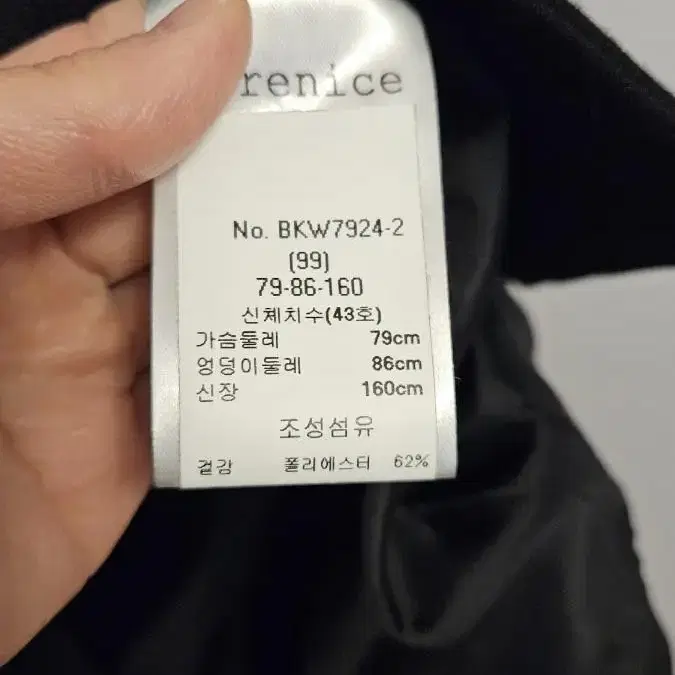 renice
No. BKW7924-2
(99)
79-86-160
신체치수(43호)
가슴둘레 79cm
엉덩이둘레 86cm
신장 160cm
조성섬유
겉감 폴리에스터 62%